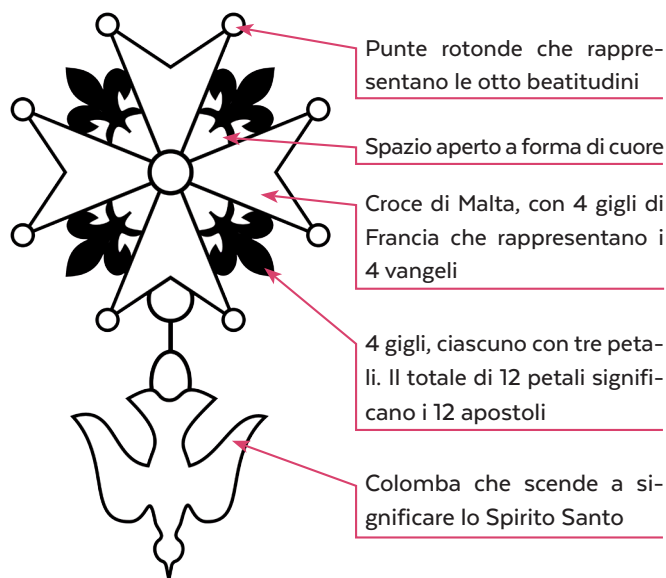 Punte rotonde che rappre-
sentano le otto beatitudini
Spazio aperto a forma di cuore
Croce di Malta, con 4 gigli di
Francia che rappresentano i
4 vangeli
4 gigli, ciascuno con tre peta-
li. Il totale di 12 petali signifi-
cano i 12 apostoli
Colomba che scende a si-
gnificare lo Spirito Santo